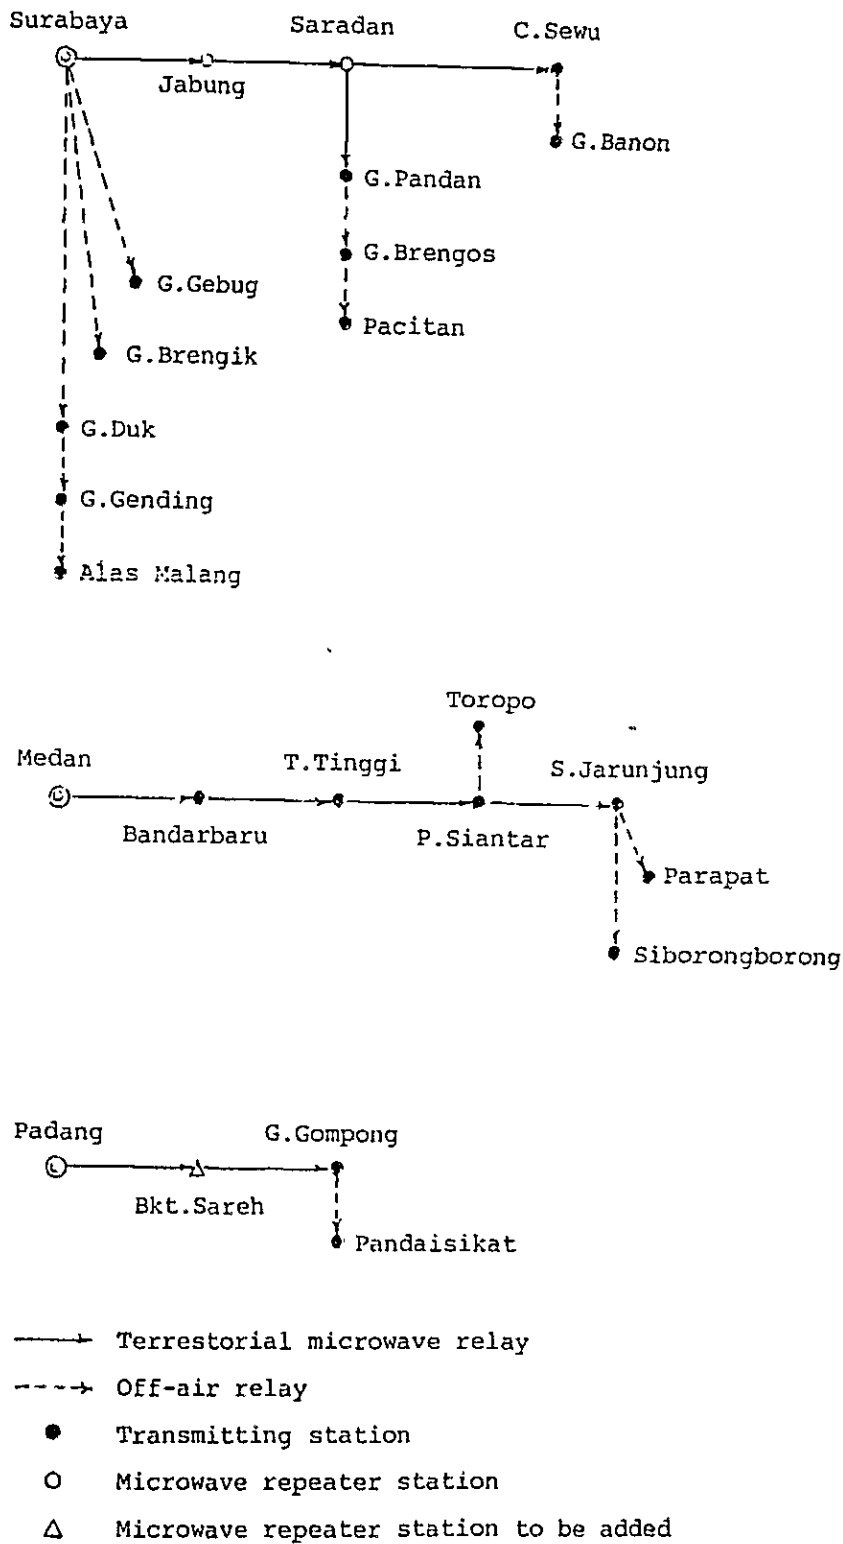 Surabaya
Saradan
C.Sewu
Jabung
G.Banon
G.Pandan
G.Brengos
G.Gebug
Pacitan
G.Brengik
G.Duk
G.Gending
Alas Malang
Toropo
Medan
T.Tinggi
S.Jarunjung
Bandarbaru
P.Siantar
Parapat
Siborongborong
Padang
G.Gompong
Bkt.Sareh
Pandaisikat
Terrestorial microwave relay
Off-air relay
Transmitting station
Microwave repeater station
Microwave repeater station to be added